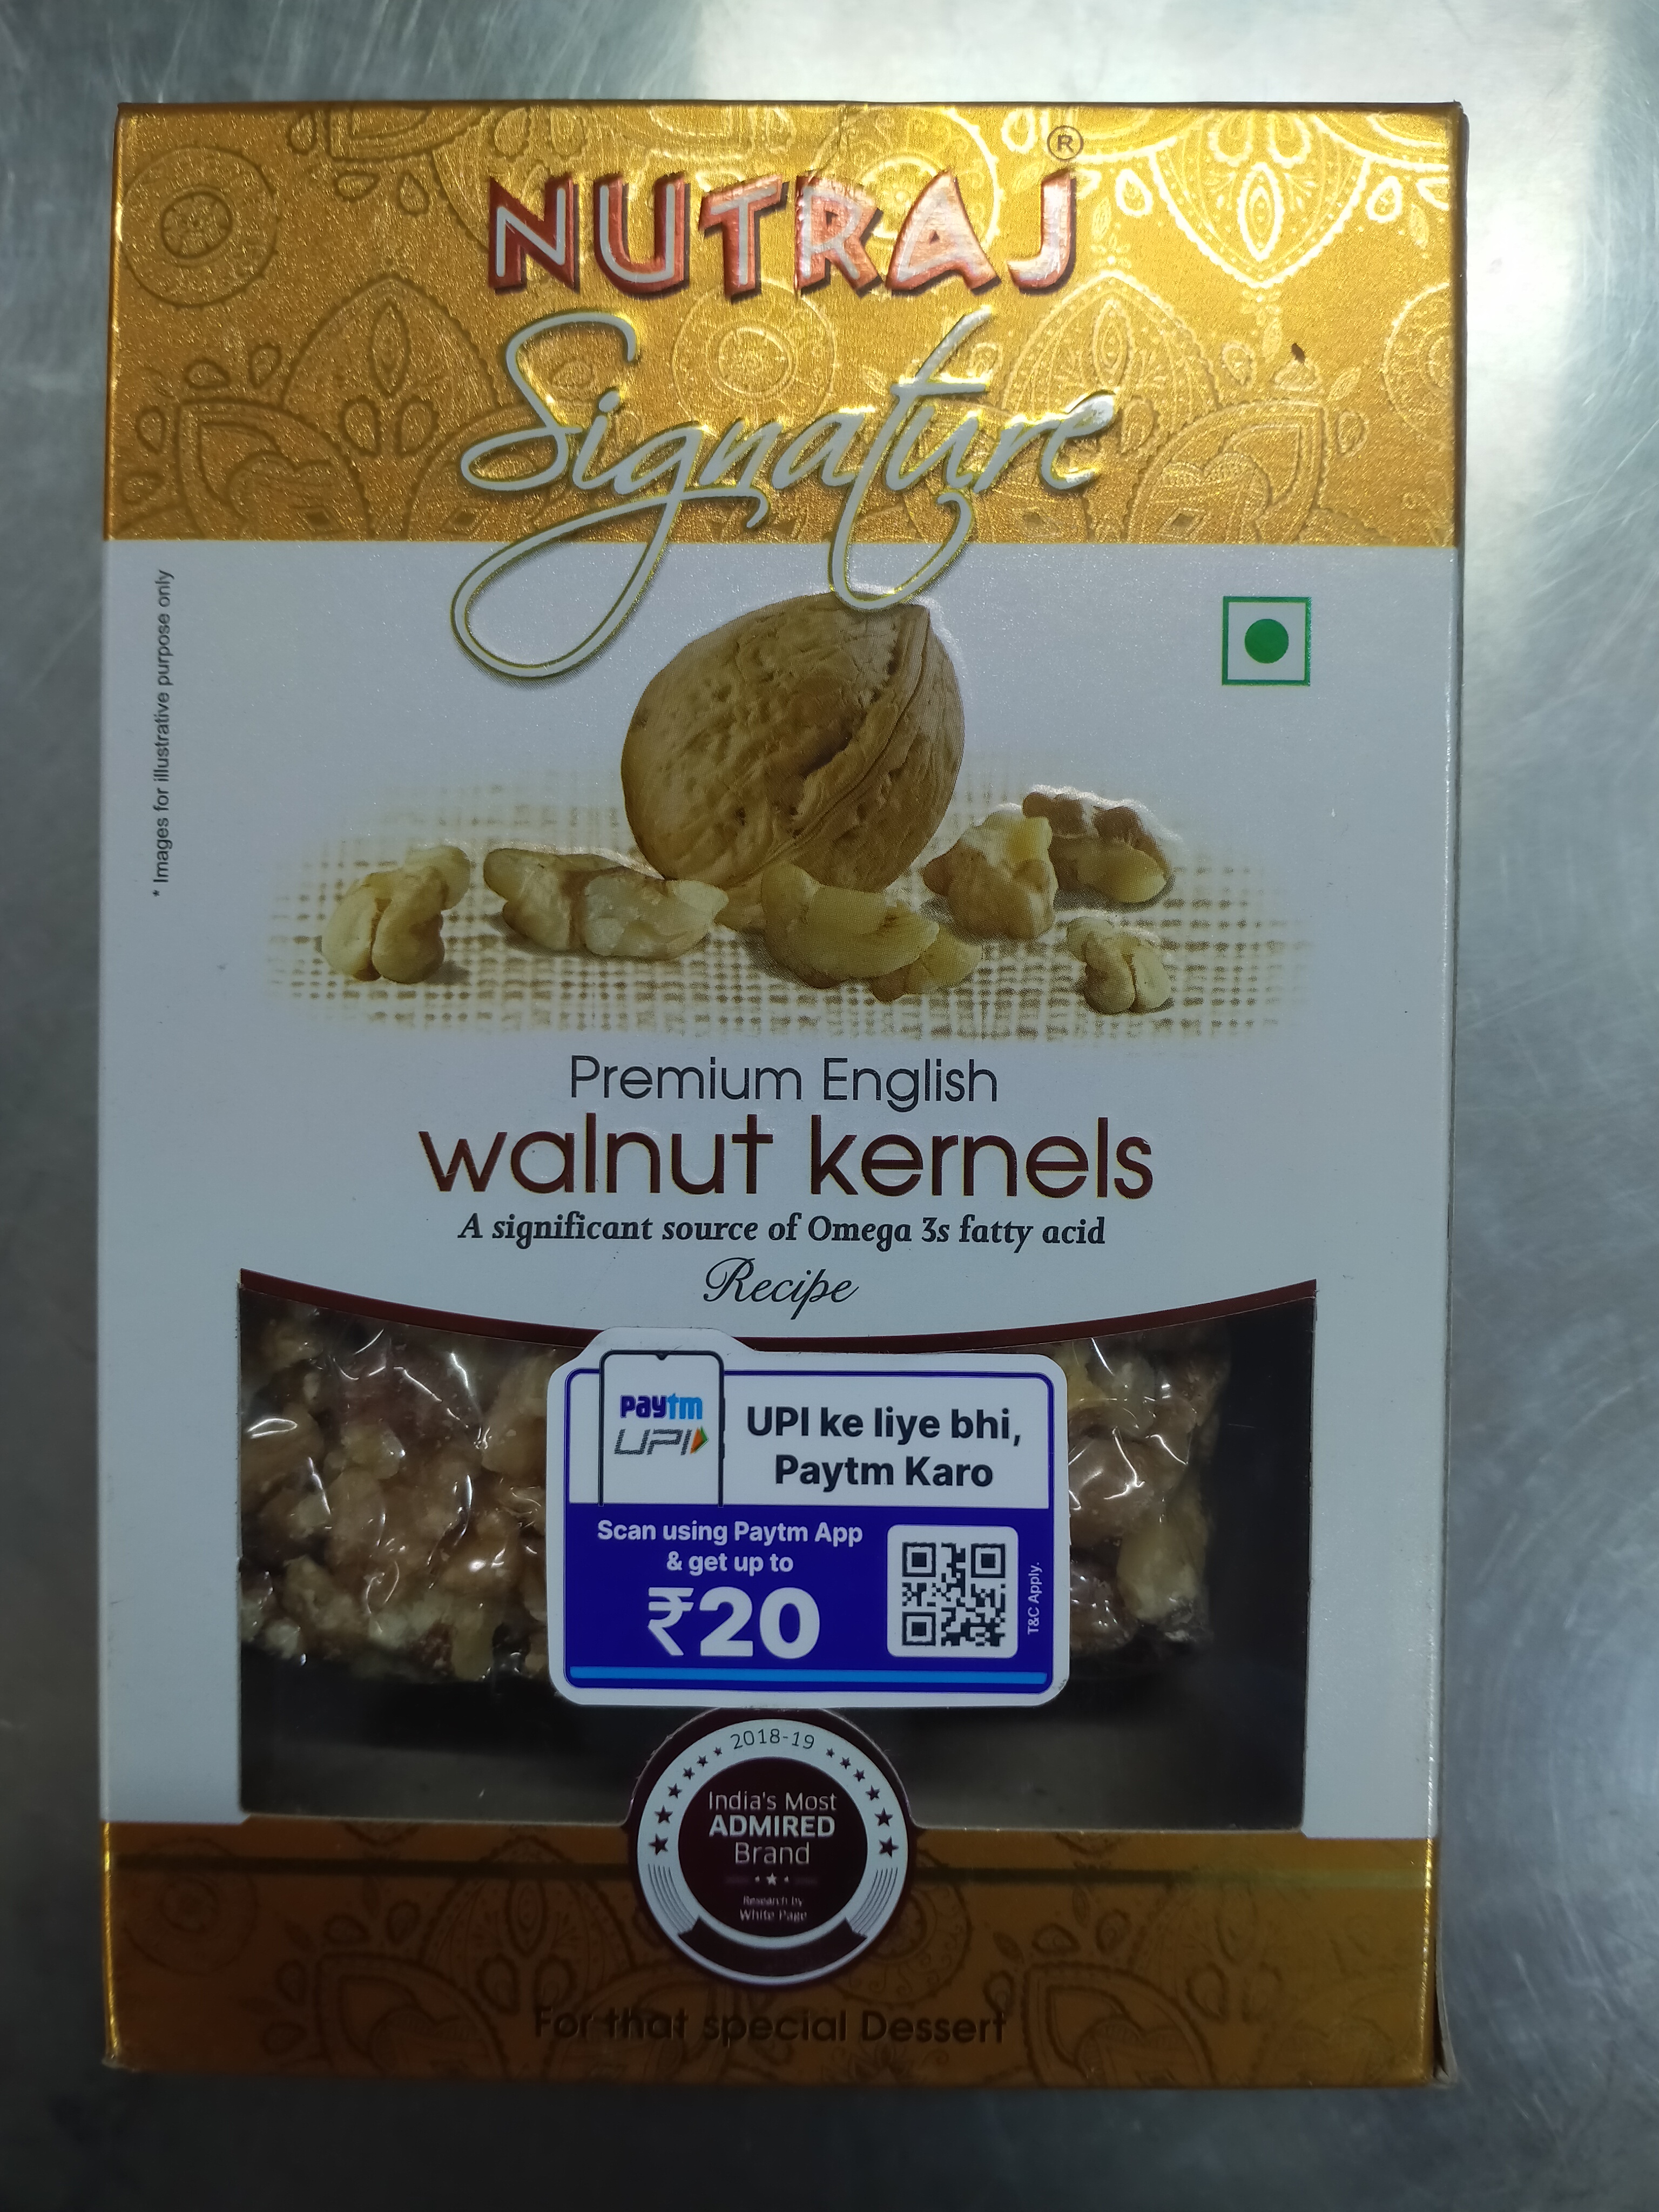 NUTRAJ
®
Signature
* Images for illustrative purpose only
Premium English
walnut kernels
A significant source of Omega 3s fatty acid
Recipe
paytm
UPI
UPI ke liye bhi,
Paytm Karo
Scan using Paytm App
& get up to
₹20
T&C Apply.
2018-19
India's Most
ADMIRED
Brand
Research by
White Page
For that special Dessert